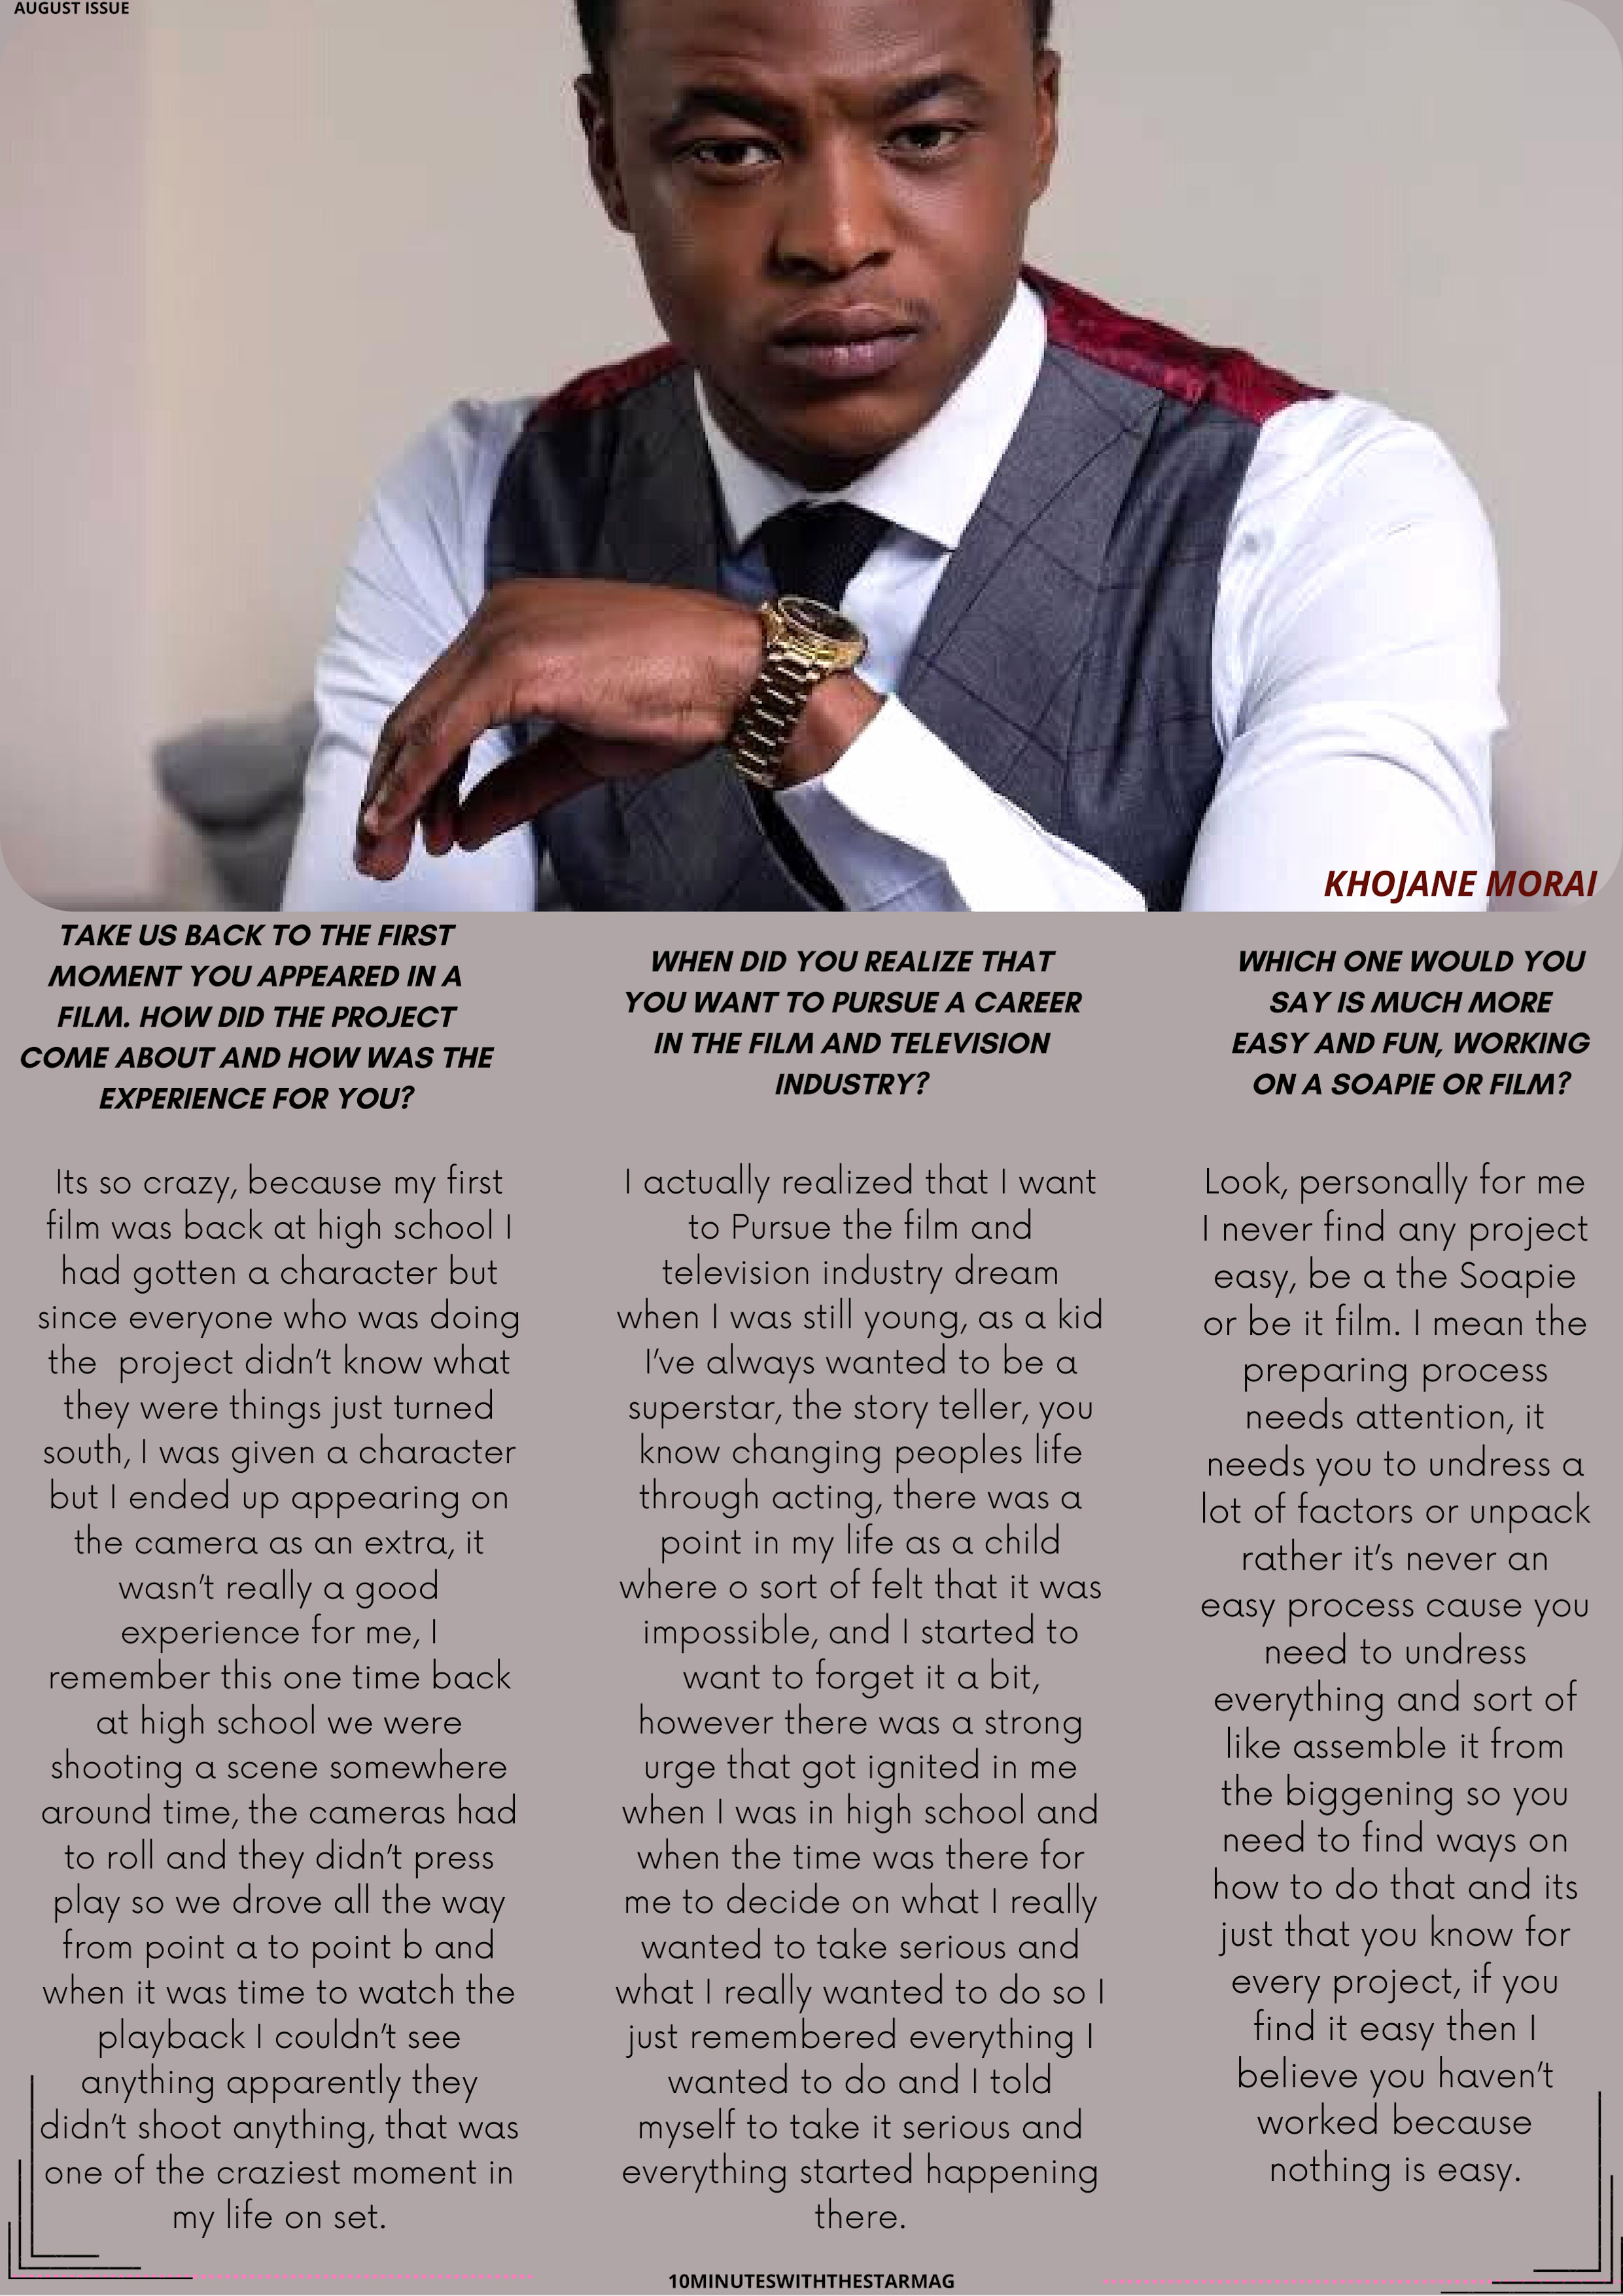 AUGUST ISSUE
KHOJANE MORAI
TAKE US BACK TO THE FIRST
MOMENT YOU APPEARED IN A
FILM. HOW DID THE PROJECT
COME ABOUT AND HOW WAS THE
EXPERIENCE FOR YOU?
Its so crazy, because my first
film was back at high school I
had gotten a character but
since everyone who was doing
the  project didn't know what
they were things just turned
south, I was given a character
but I ended up appearing on
the camera as an extra, it
wasn't really a good
experience for me, I
remember this one time back
at high school we were
shooting a scene somewhere
around time, the cameras had
to roll and they didn't press
play so we drove all the way
from point a to point b and
when it was time to watch the
playback I couldn't see
anything apparently they
didn't shoot anything, that was
one of the craziest moment in
my life on set.
WHEN DID YOU REALIZE THAT
YOU WANT TO PURSUE A CAREER
IN THE FILM AND TELEVISION
INDUSTRY?
I actually realized that I want
to Pursue the film and
television industry dream
when I was still young, as a kid
I've always wanted to be a
superstar, the story teller, you
know changing peoples life
through acting, there was a
point in my life as a child
where o sort of felt that it was
impossible, and I started to
want to forget it a bit,
however there was a strong
urge that got ignited in me
when I was in high school and
when the time was there for
me to decide on what I really
wanted to take serious and
what I really wanted to do so I
just remembered everything I
wanted to do and I told
myself to take it serious and
everything started happening
there.
WHICH ONE WOULD YOU
SAY IS MUCH MORE
EASY AND FUN, WORKING
ON A SOAPIE OR FILM?
Look, personally for me
I never find any project
easy, be a the Soapie
or be it film. I mean the
preparing process
needs attention, it
needs you to undress a
lot of factors or unpack
rather it's never an
easy process cause you
need to undress
everything and sort of
like assemble it from
the biggening so you
need to find ways on
how to do that and its
just that you know for
every project, if you
find it easy then I
believe you haven't
worked because
nothing is easy.
10MINUTESWITHTHESTARMAG